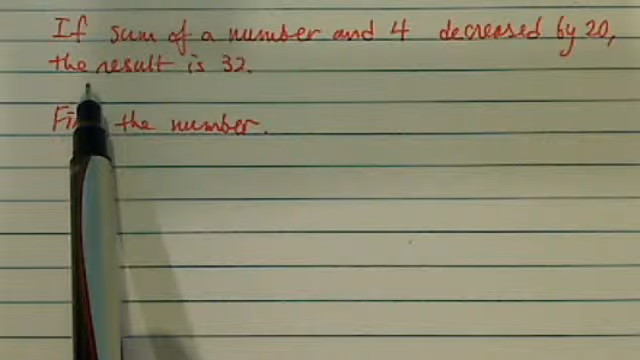 If sum of a number and 4 decreased by 20,
the result is 32.
the number.